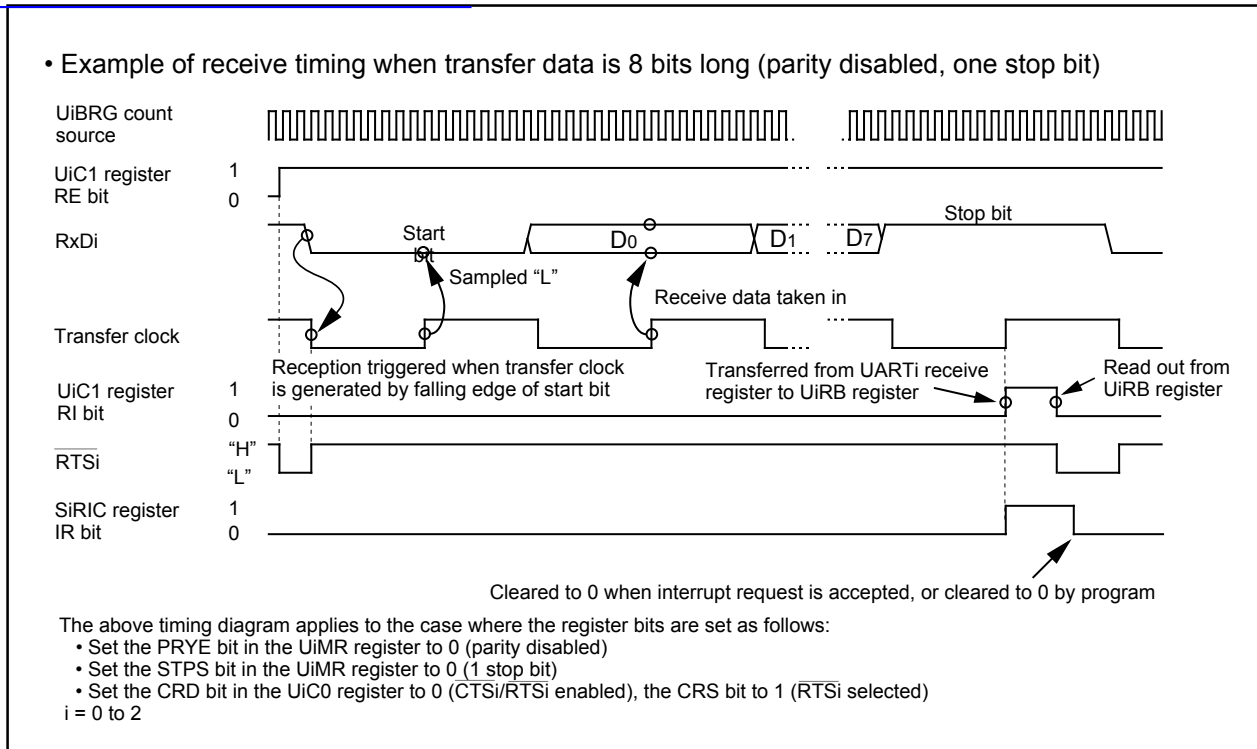 • Example of receive timing when transfer data is 8 bits long (parity disabled, one stop bit)
UiBRG count
source
UiC1 register
RE bit
1
0
RxDi
Start
bit
D0
D1
D7
Stop bit
Sampled “L”
Receive data taken in
Transfer clock
Reception triggered when transfer clock
is generated by falling edge of start bit
Transferred from UARTi receive
register to UiRB register
Read out from
UiRB register
UiC1 register
RI bit
1
0
RTSi
“H”
“L”
SiRIC register
IR bit
1
0
Cleared to 0 when interrupt request is accepted, or cleared to 0 by program
The above timing diagram applies to the case where the register bits are set as follows:
• Set the PRYE bit in the UiMR register to 0 (parity disabled)
• Set the STPS bit in the UiMR register to 0 (1 stop bit)
• Set the CRD bit in the UiC0 register to 0 (CTSi/RTSi enabled), the CRS bit to 1 (RTSi selected)
i = 0 to 2